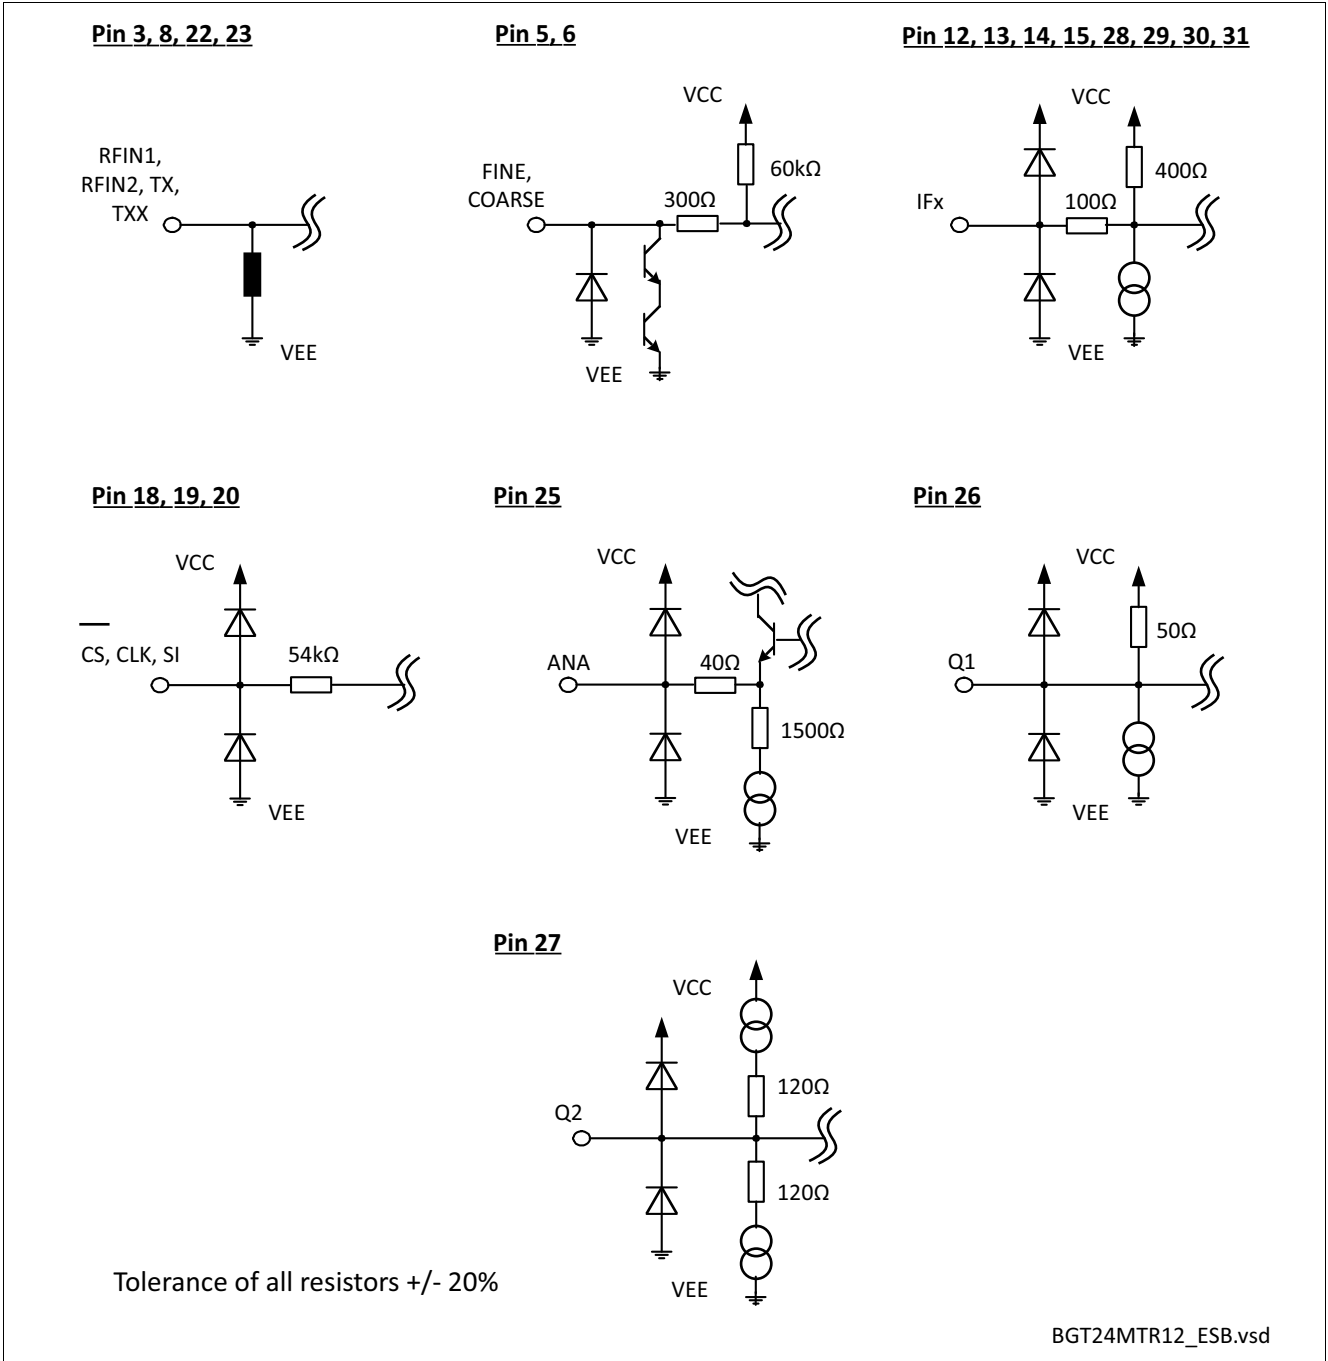 Pin 3, 8, 22, 23
RFIN1,
RFIN2, TX,
TXX
VEE
Pin 5, 6
VCC
60kΩ
FINE,
COARSE
300Ω
VEE
Pin 12, 13, 14, 15, 28, 29, 30, 31
VCC
400Ω
IFx
100Ω
VEE
Pin 18, 19, 20
VCC
CS, CLK, SI
54kΩ
VEE
Pin 25
VCC
ANA
40Ω
1500Ω
VEE
Pin 26
VCC
50Ω
Q1
VEE
Pin 27
VCC
120Ω
Q2
120Ω
VEE
Tolerance of all resistors +/- 20%
BGT24MTR12_ESB.vsd